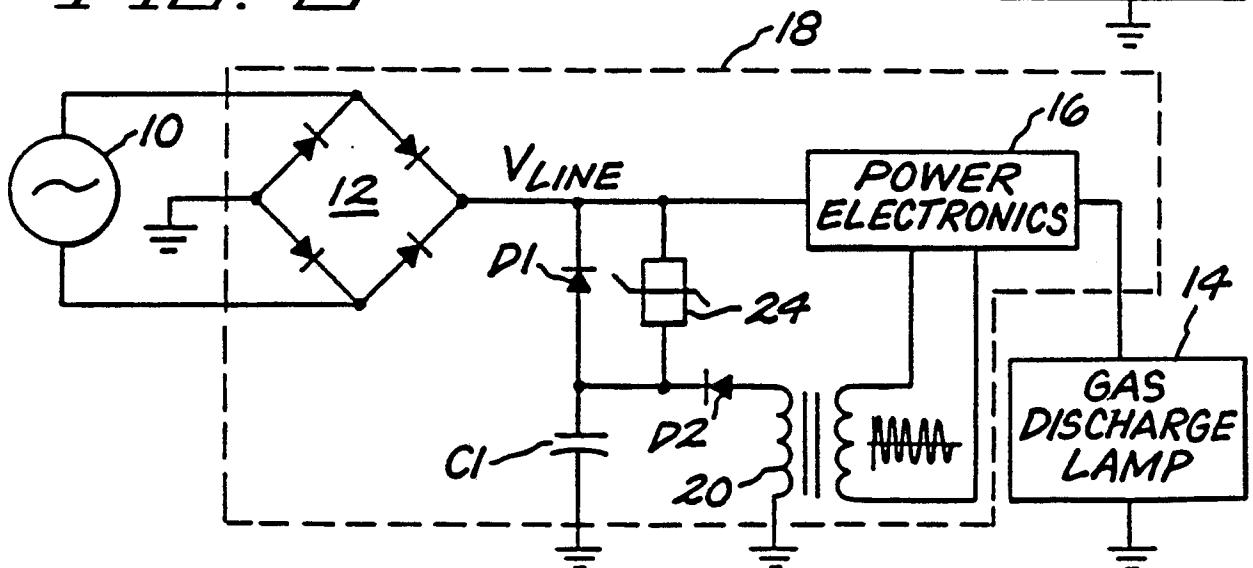 FIG. 2
18
10
12
VLINE
16
POWER
ELECTRONICS
D1
24
14
D2
C1
20
GAS
DISCHARGE
LAMP